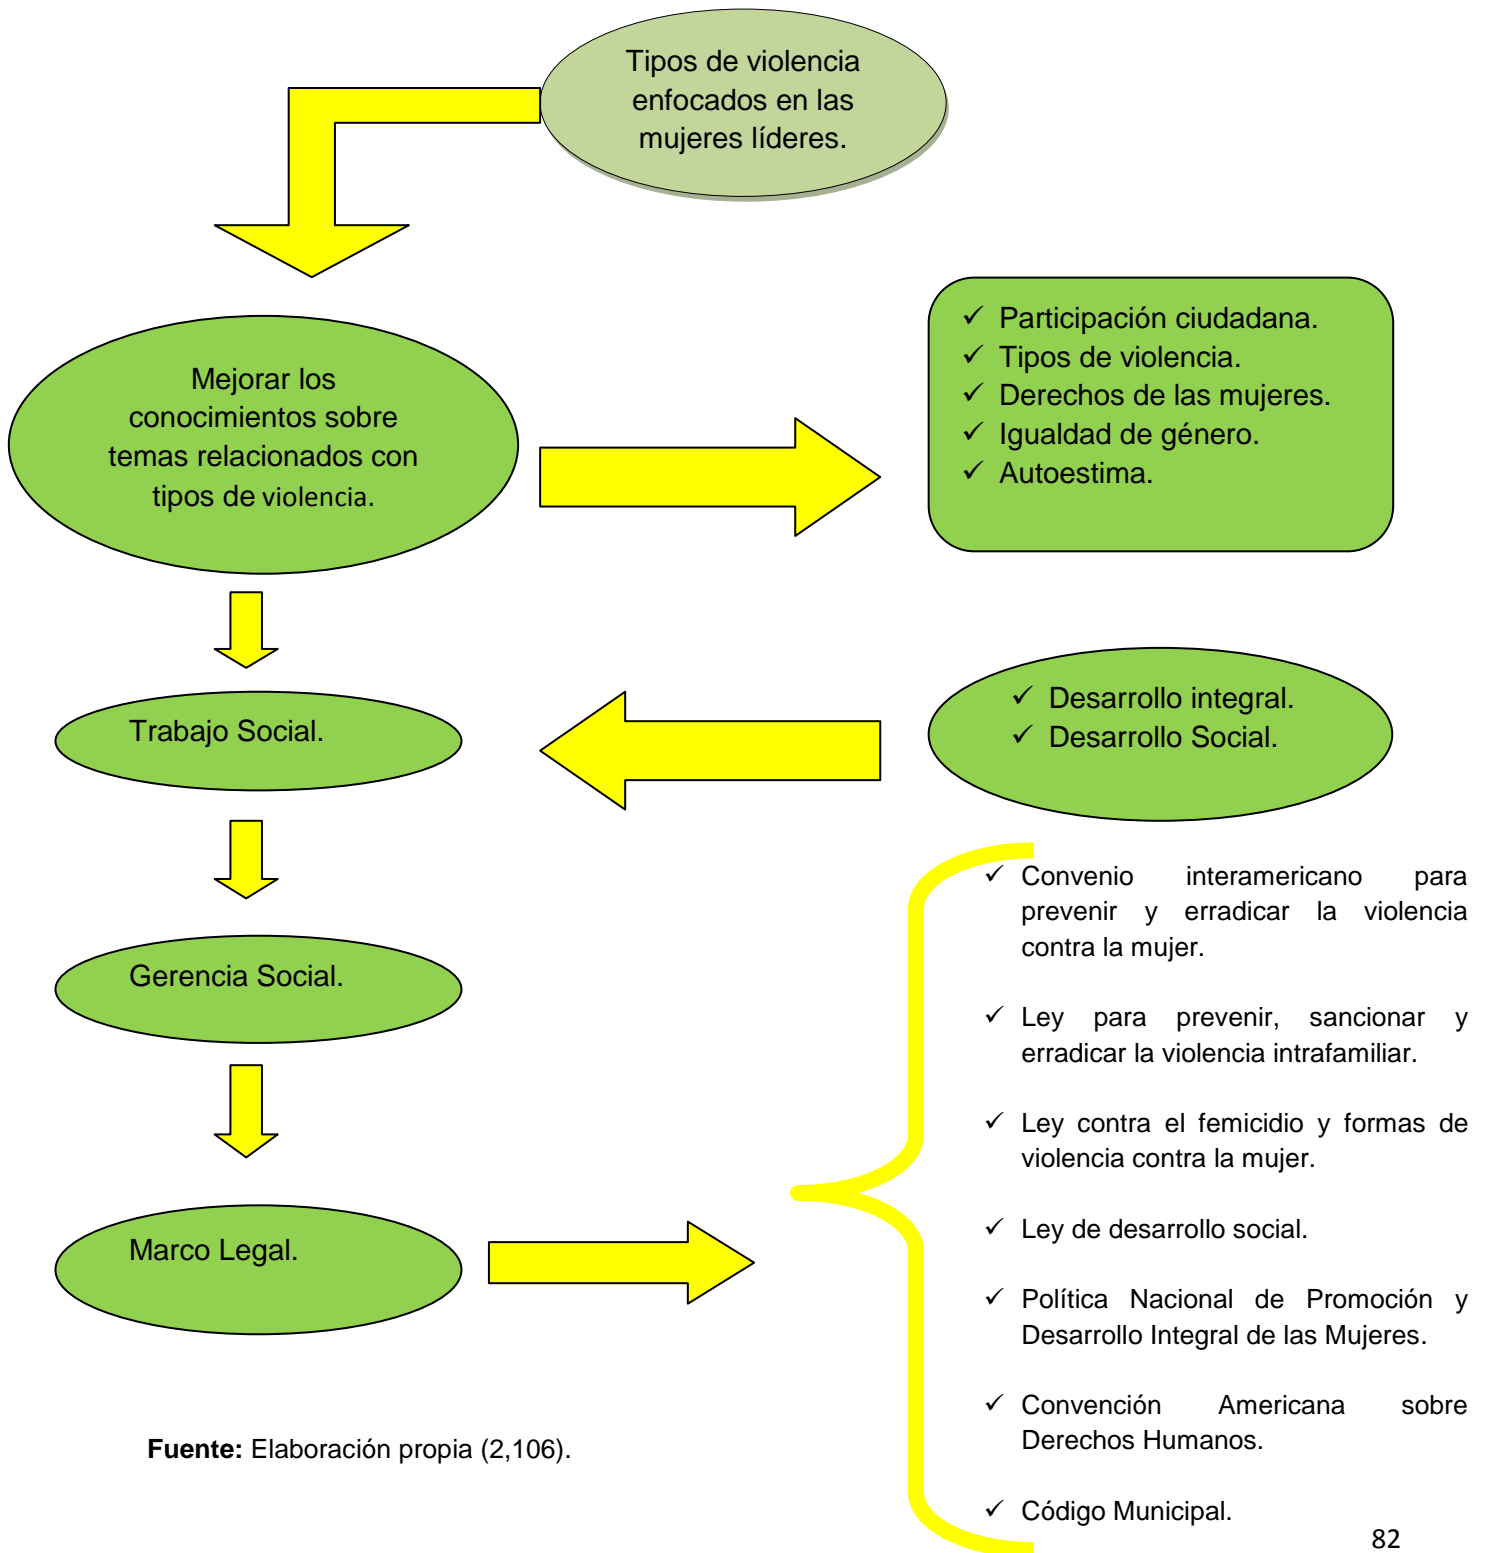 Tipos de violencia
enfocados en las
mujeres líderes.
Mejorar los
conocimientos sobre
temas relacionados con
tipos de violencia.
✓ Participación ciudadana.
✓ Tipos de violencia.
✓ Derechos de las mujeres.
✓ Igualdad de género.
✓ Autoestima.
Trabajo Social.
✓ Desarrollo integral.
✓ Desarrollo Social.
Gerencia Social.
Marco Legal.
✓ Convenio interamericano para
prevenir y erradicar la violencia
contra la mujer.
✓ Ley para prevenir, sancionar y
erradicar la violencia intrafamiliar.
✓ Ley contra el femicidio y formas de
violencia contra la mujer.
✓ Ley de desarrollo social.
✓ Política Nacional de Promoción y
Desarrollo Integral de las Mujeres.
✓ Convención Americana sobre
Derechos Humanos.
✓ Código Municipal.
Fuente: Elaboración propia (2,106).
82